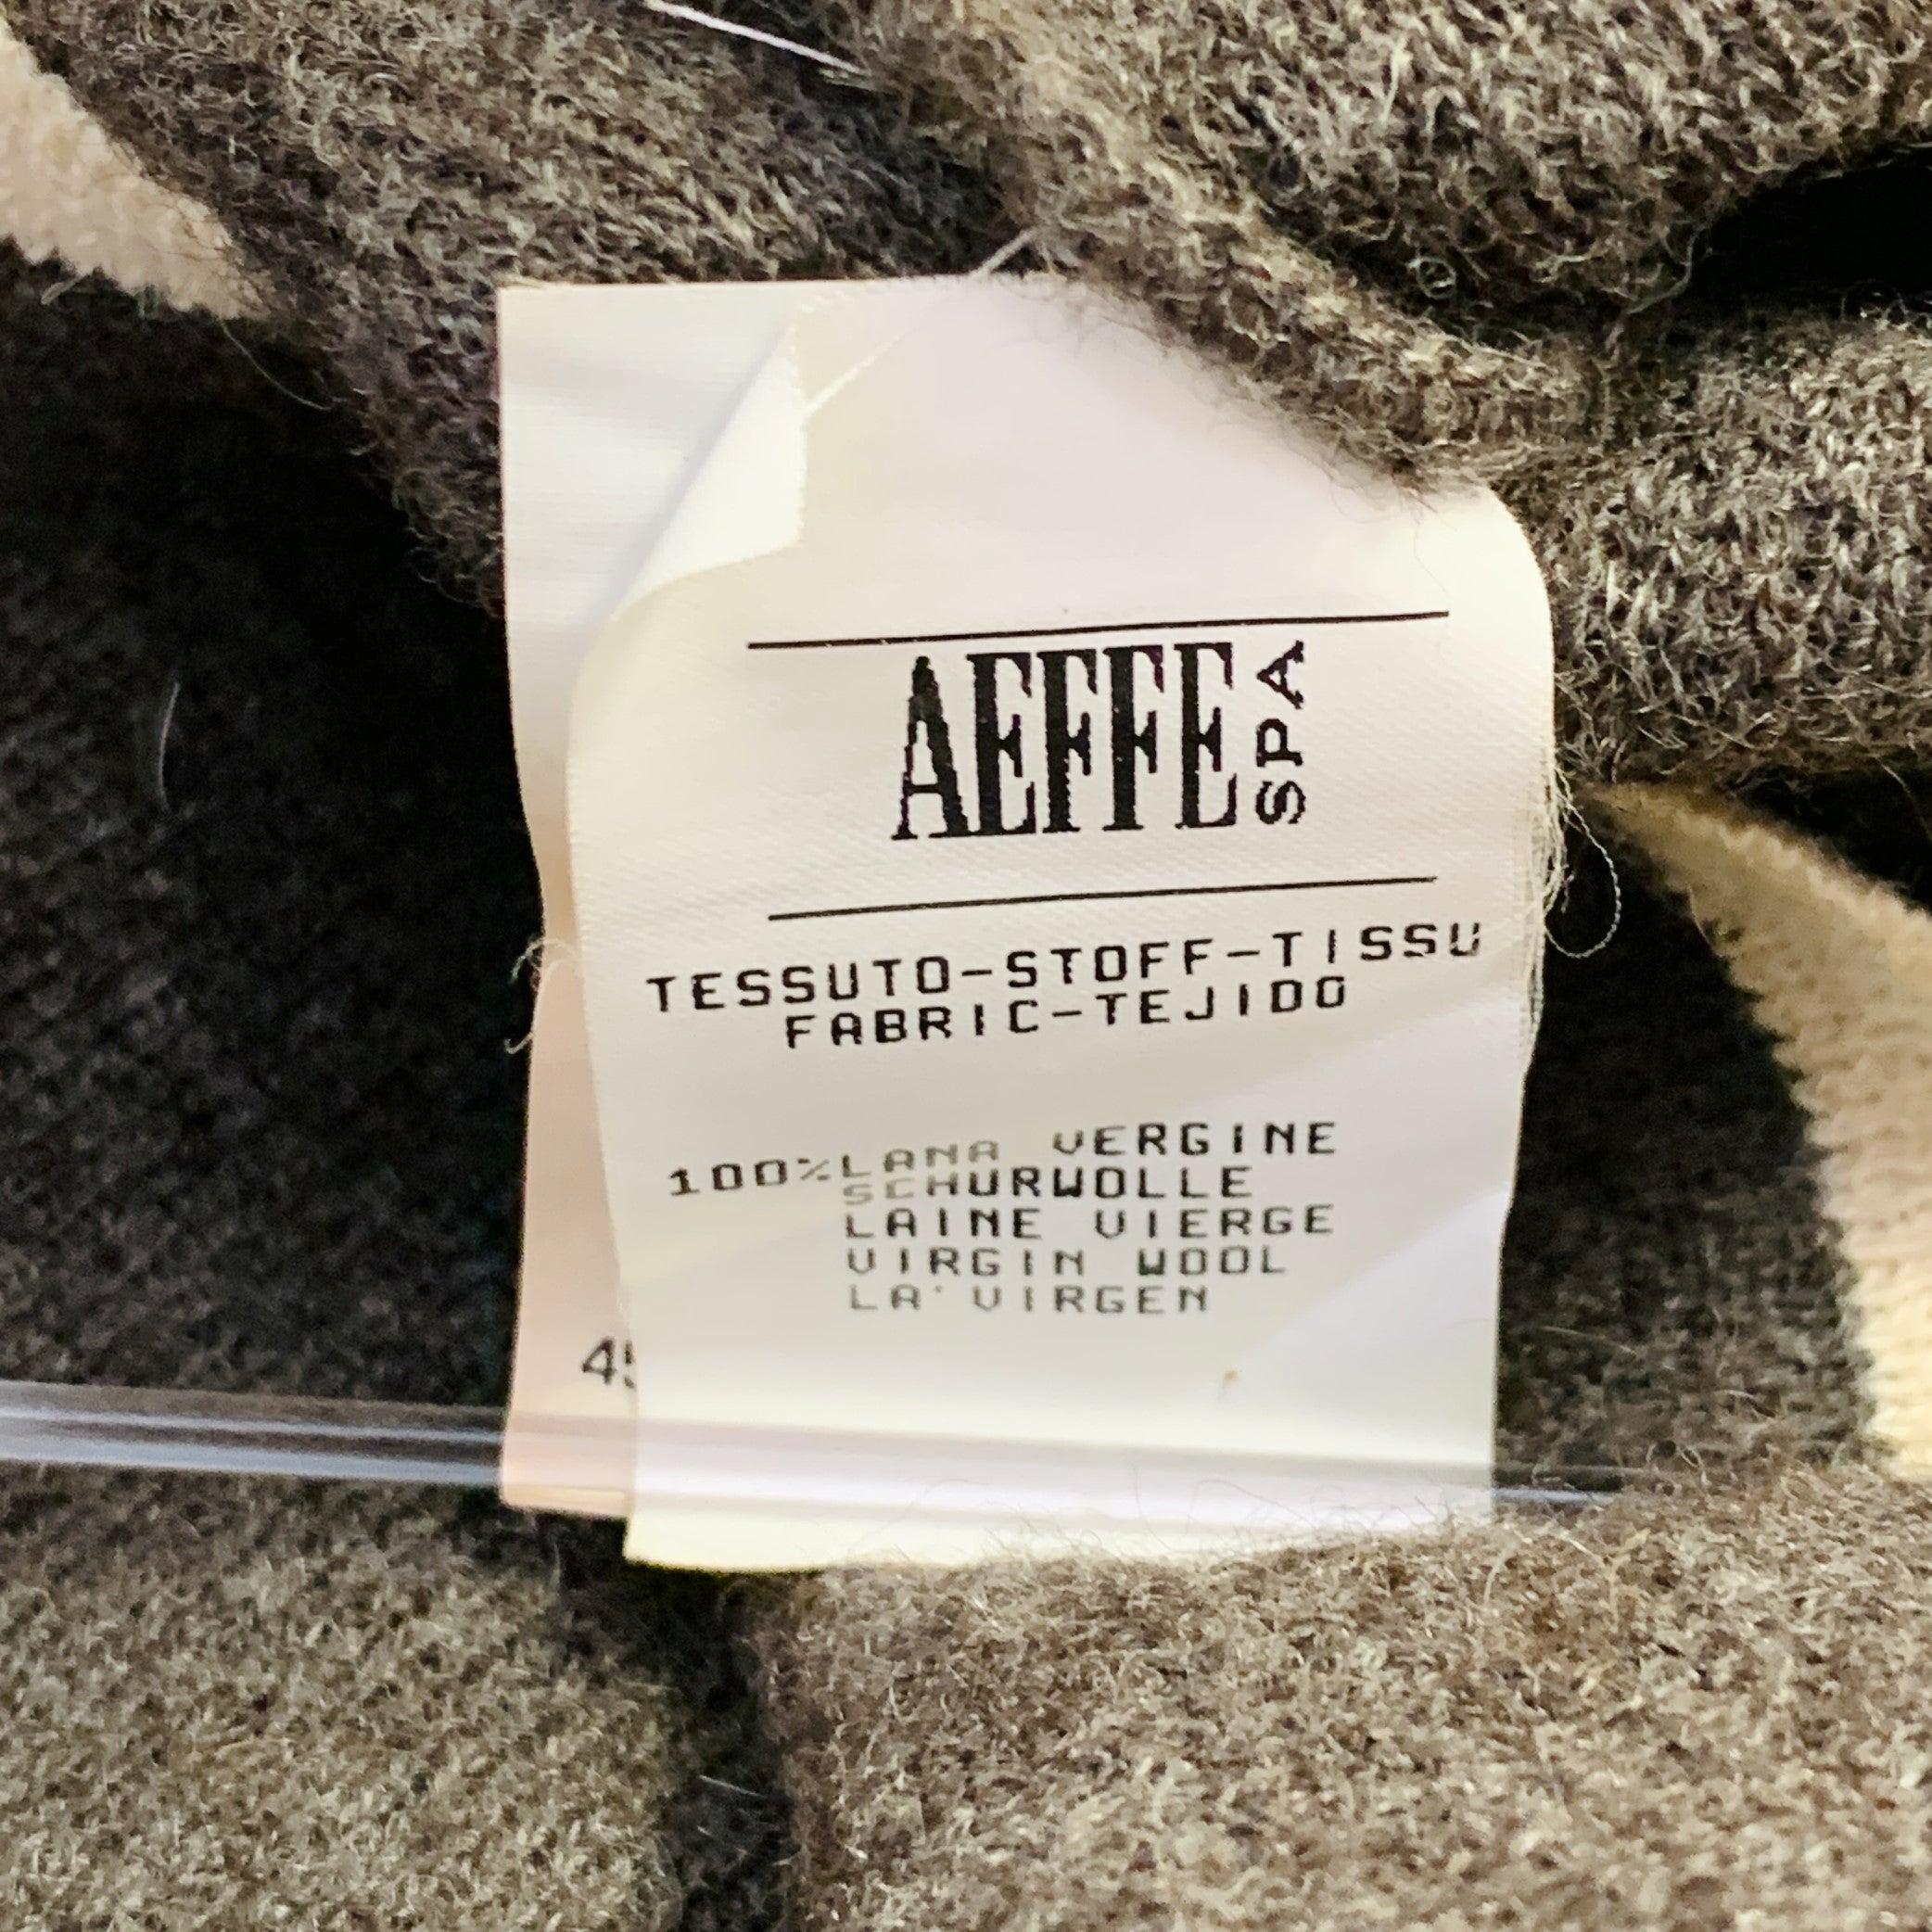 AEFFE SPA
TESSUTO-STOFF-TISSU
FABRIC-TEJIDO
100%LANA VERGINE
SCHURWOLLE
LAINE VIERGE
VIRGIN WOOL
LA' VIRGEN